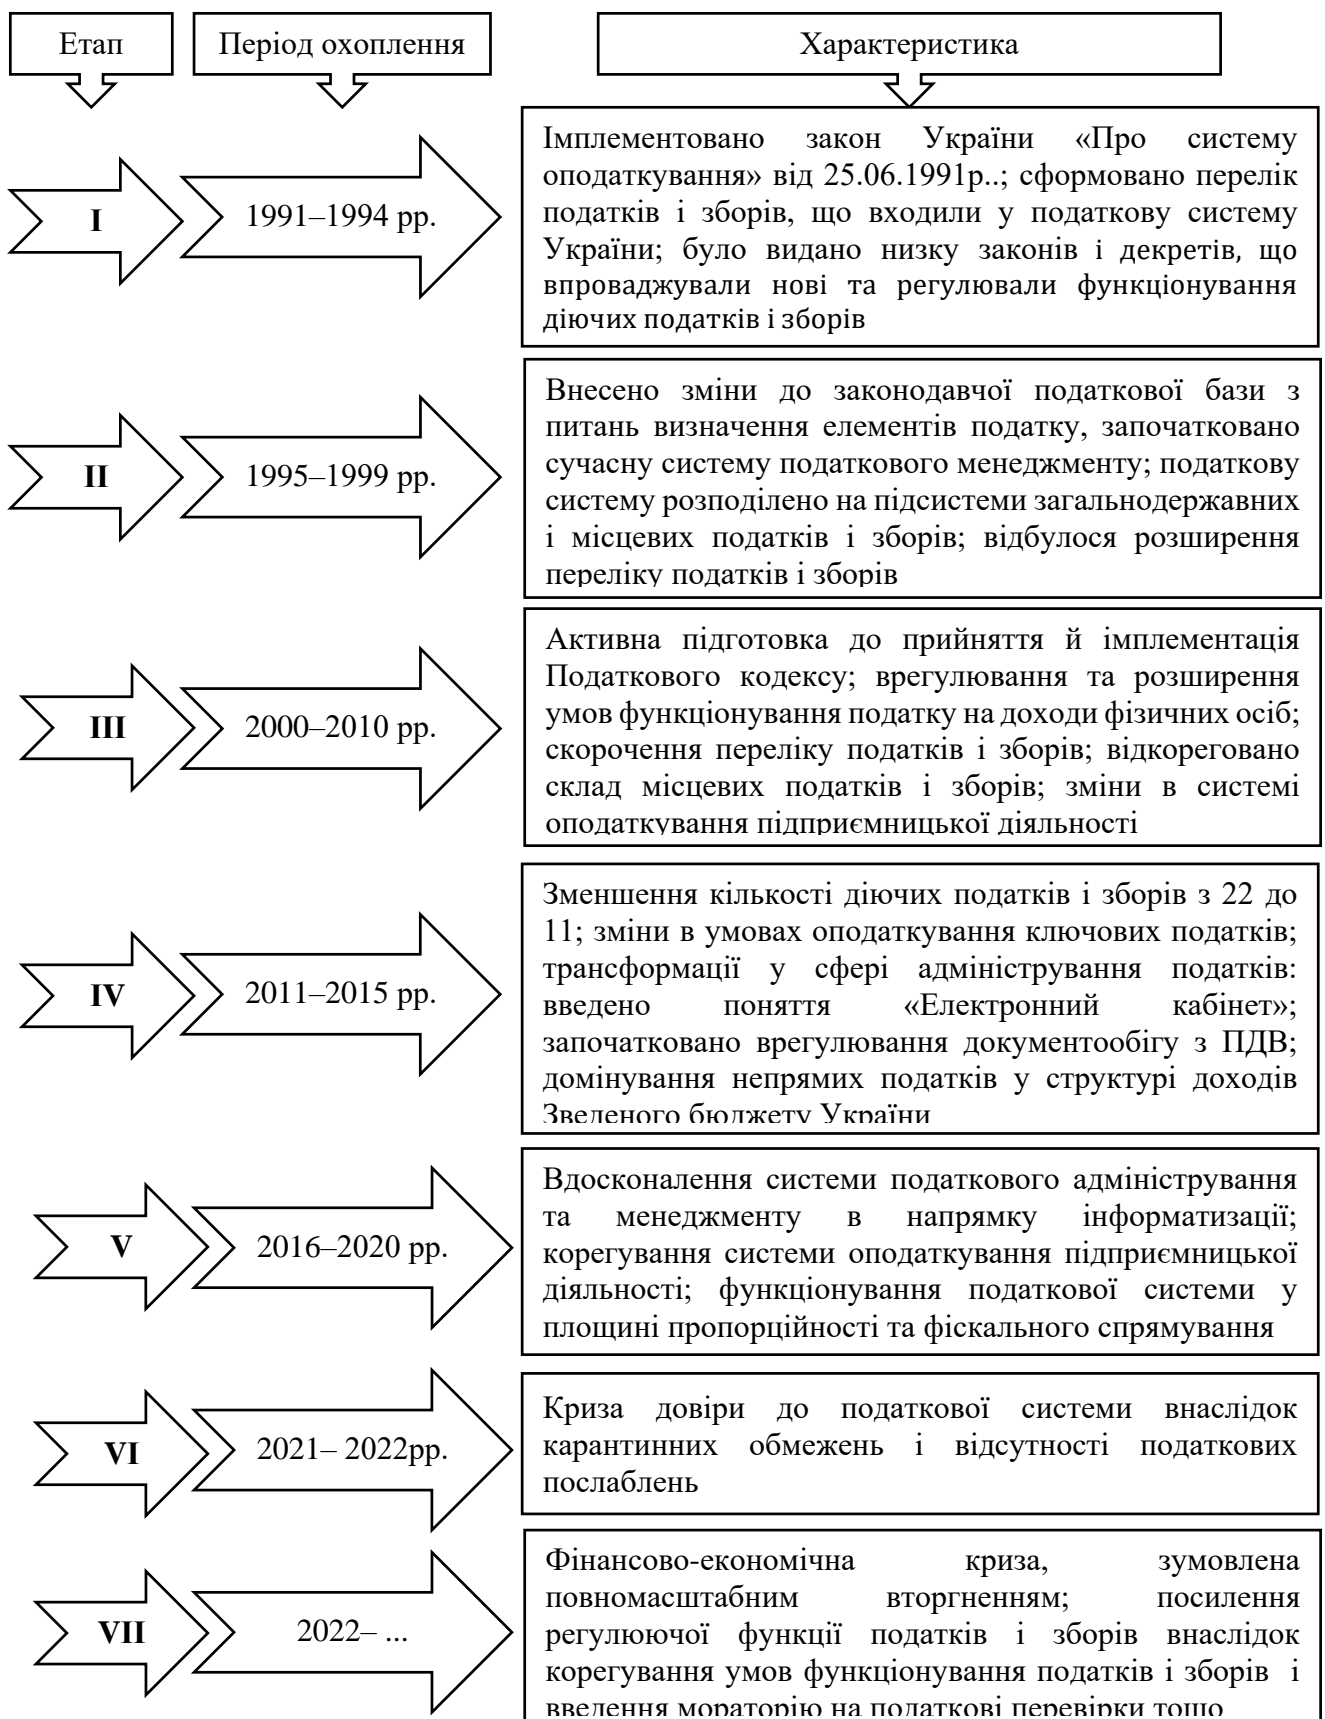 Етап
Період охоплення
Характеристика
I
1991–1994 рр.
Імплементовано закон України «Про систему
оподаткування» від 25.06.1991р..; сформовано перелік
податків і зборів, що входили у податкову систему
України; було видано низку законів і декретів, що
впроваджували нові та регулювали функціонування
діючих податків і зборів
II
1995–1999 рр.
Внесено зміни до законодавчої податкової бази з
питань визначення елементів податку, започатковано
сучасну систему податкового менеджменту; податкову
систему розподілено на підсистеми загальнодержавних
і місцевих податків і зборів; відбулося розширення
переліку податків і зборів
III
2000–2010 рр.
Активна підготовка до прийняття й імплементація
Податкового кодексу; врегулювання та розширення
умов функціонування податку на доходи фізичних осіб;
скорочення переліку податків і зборів; відкореговано
склад місцевих податків і зборів; зміни в системі
оподаткування підприємницької діяльності
IV
2011–2015 рр.
Зменшення кількості діючих податків і зборів з 22 до
11; зміни в умовах оподаткування ключових податків;
трансформації у сфері адміністрування податків:
введено поняття «Електронний кабінет»;
започатковано врегулювання документообігу з ПДВ;
домінування непрямих податків у структурі доходів
Зведеного бюджету України
V
2016–2020 рр.
Вдосконалення системи податкового адміністрування
та менеджменту в напрямку інформатизації;
корегування системи оподаткування підприємницької
діяльності; функціонування податкової системи у
площині пропорційності та фіскального спрямування
VI
2021– 2022рр.
Криза довіри до податкової системи внаслідок
карантинних обмежень і відсутності податкових
послаблень
VII
2022– ...
Фінансово-економічна криза, зумовлена
повномасштабним вторгненням; посилення
регулюючої функції податків і зборів внаслідок
корегування умов функціонування податків і зборів і
введення мораторію на податкові перевірки тощо